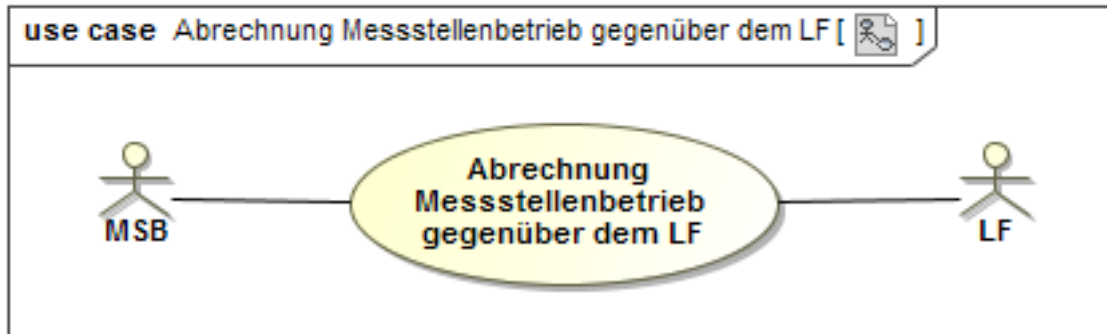 use case Abrechnung Messstellenbetrieb gegenüber dem LF [ ]
Abrechnung
Messstellenbetrieb
gegenüber dem LF
MSB
LF